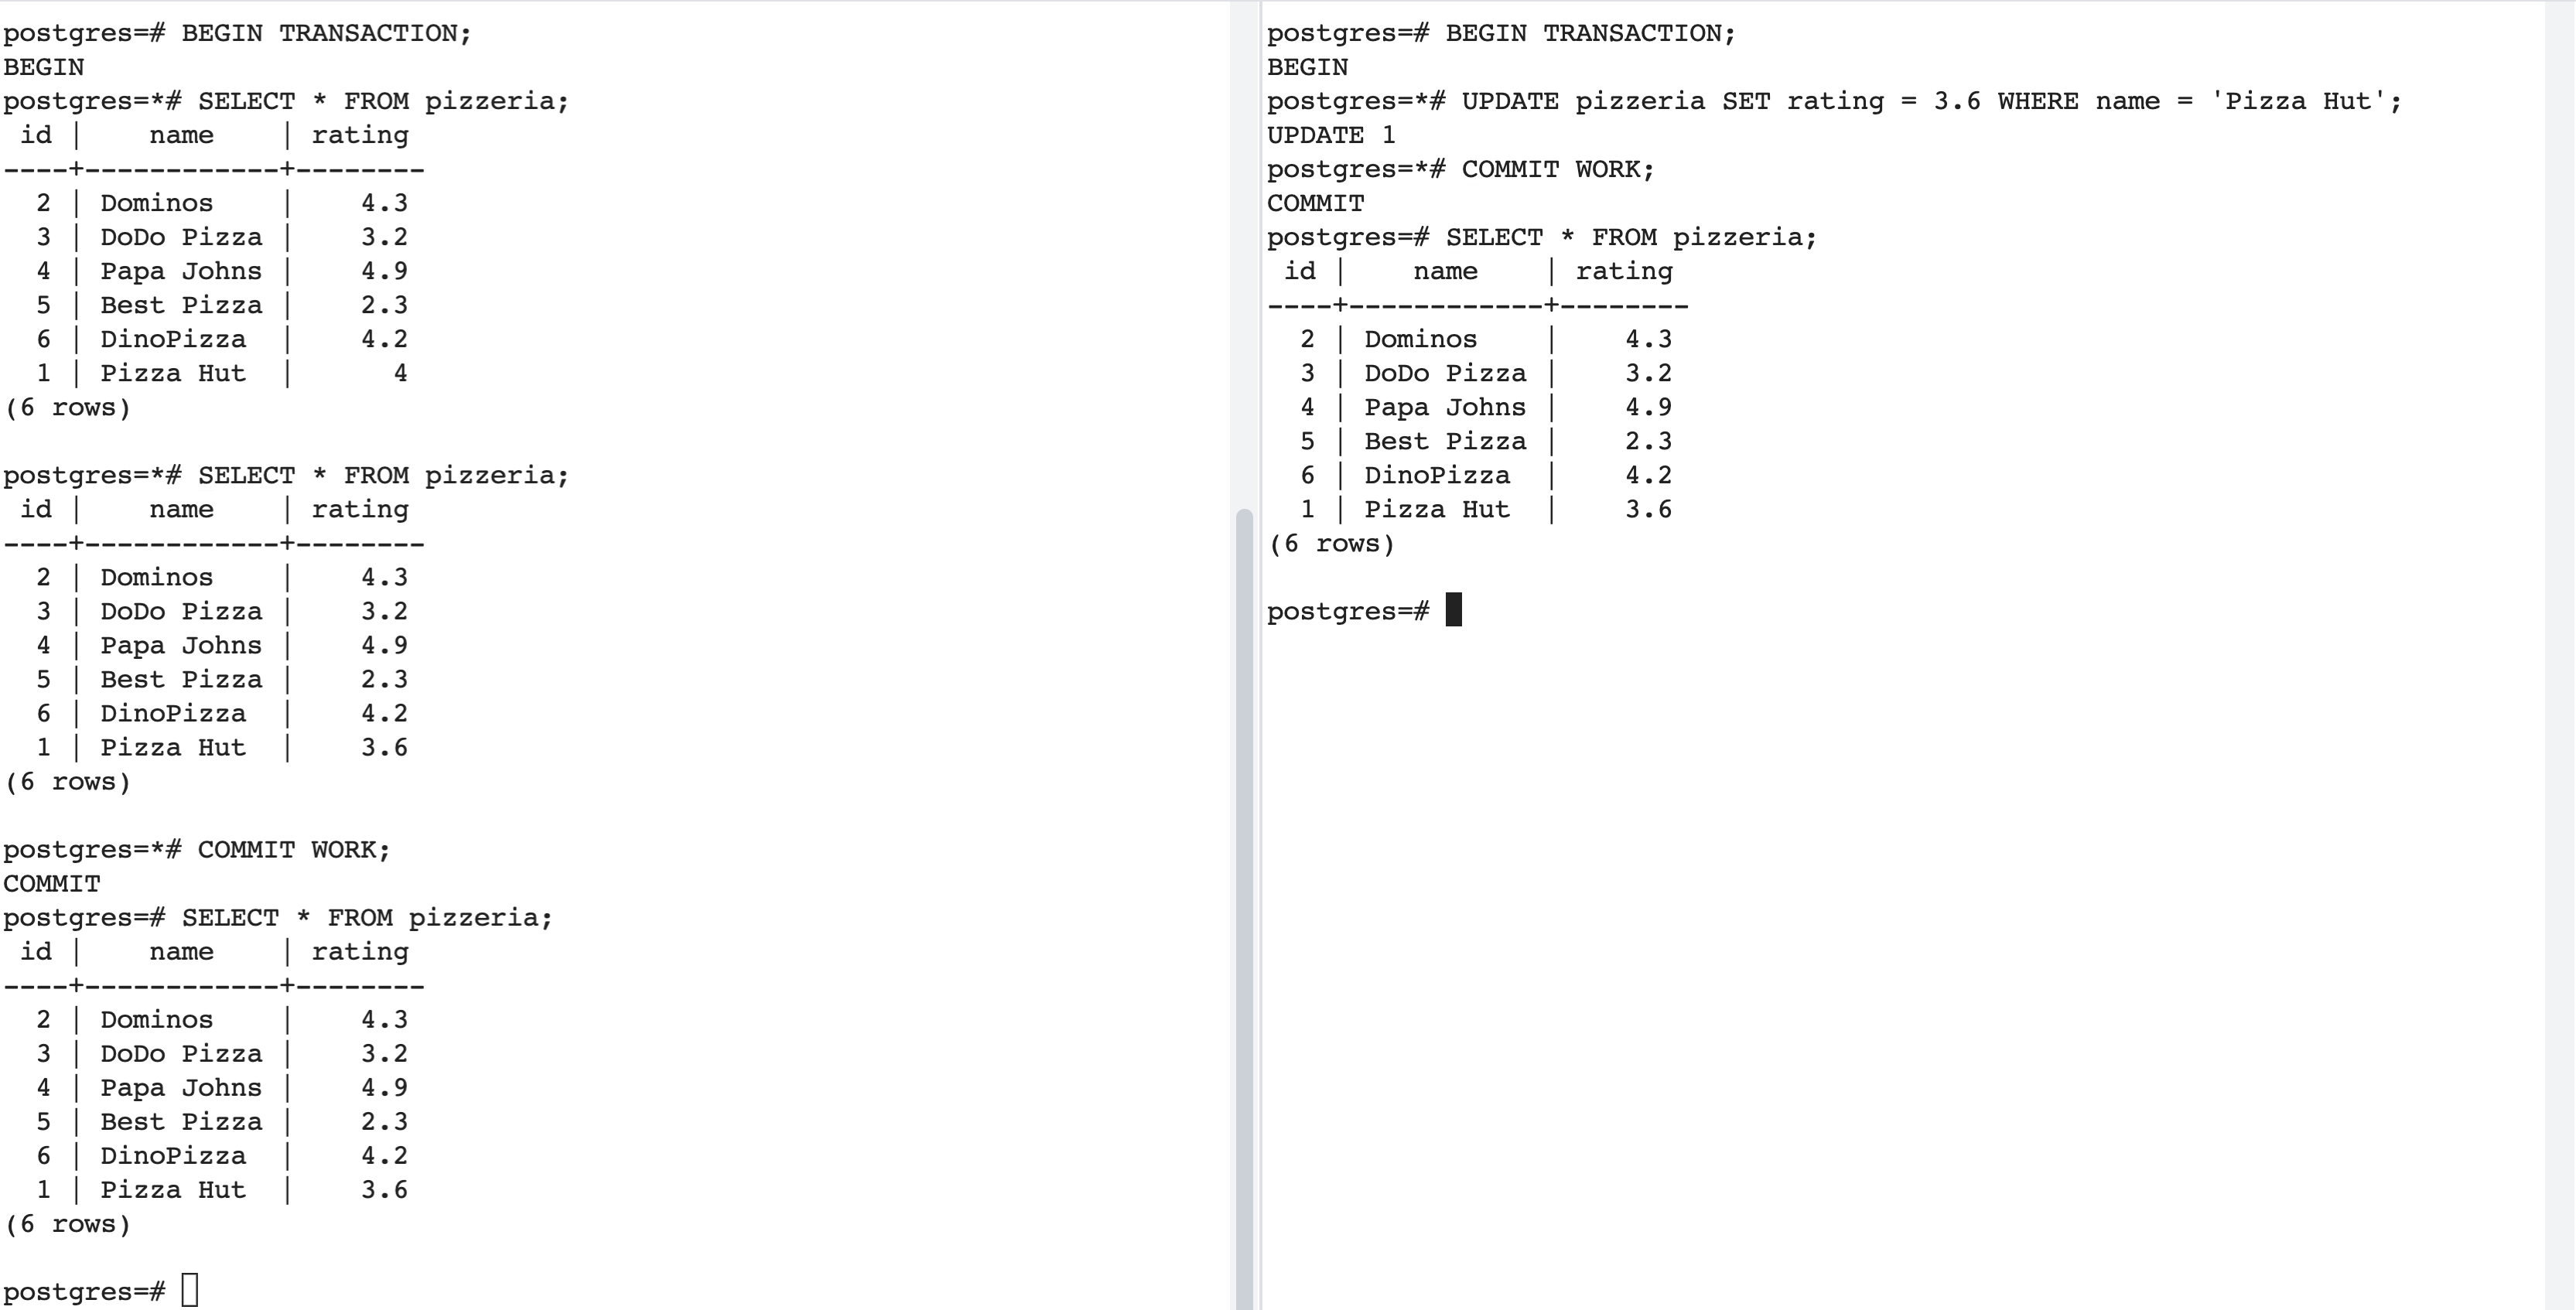 postgres=# BEGIN TRANSACTION;
BEGIN
postgres=*# SELECT * FROM pizzeria;
 id |    name    | rating
----+------------+--------
  2 | Dominos    |    4.3
  3 | DoDo Pizza |    3.2
  4 | Papa Johns |    4.9
  5 | Best Pizza |    2.3
  6 | DinoPizza  |    4.2
  1 | Pizza Hut  |      4
(6 rows)

postgres=*# SELECT * FROM pizzeria;
 id |    name    | rating
----+------------+--------
  2 | Dominos    |    4.3
  3 | DoDo Pizza |    3.2
  4 | Papa Johns |    4.9
  5 | Best Pizza |    2.3
  6 | DinoPizza  |    4.2
  1 | Pizza Hut  |    3.6
(6 rows)

postgres=*# COMMIT WORK;
COMMIT
postgres=# SELECT * FROM pizzeria;
 id |    name    | rating
----+------------+--------
  2 | Dominos    |    4.3
  3 | DoDo Pizza |    3.2
  4 | Papa Johns |    4.9
  5 | Best Pizza |    2.3
  6 | DinoPizza  |    4.2
  1 | Pizza Hut  |    3.6
(6 rows)

postgres=#
postgres=# BEGIN TRANSACTION;
BEGIN
postgres=*# UPDATE pizzeria SET rating = 3.6 WHERE name = 'Pizza Hut';
UPDATE 1
postgres=*# COMMIT WORK;
COMMIT
postgres=# SELECT * FROM pizzeria;
 id |    name    | rating
----+------------+--------
  2 | Dominos    |    4.3
  3 | DoDo Pizza |    3.2
  4 | Papa Johns |    4.9
  5 | Best Pizza |    2.3
  6 | DinoPizza  |    4.2
  1 | Pizza Hut  |    3.6
(6 rows)

postgres=#